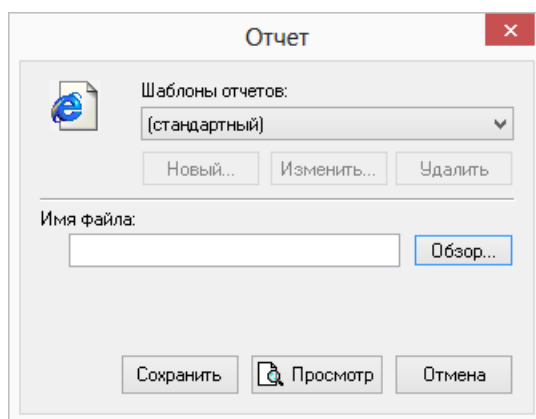 Отчет
Шаблоны отчетов:
(стандартный)
Новый... Изменить... Удалить
Имя файла:
Обзор...
Сохранить Просмотр Отмена